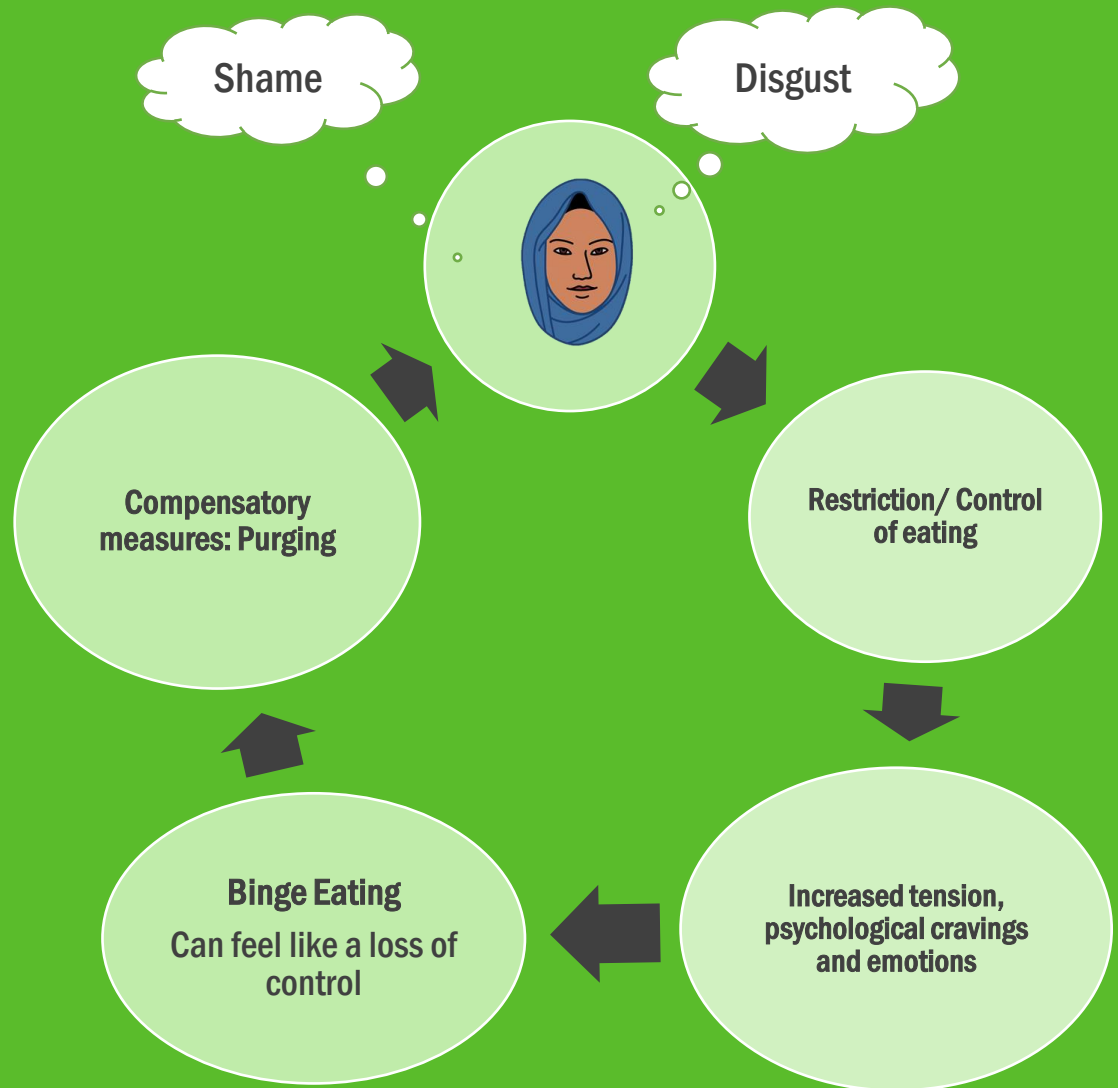 Shame
Disgust
Restriction/ Control
of eating
Increased tension,
psychological cravings
and emotions
Binge Eating
Can feel like a loss of
control
Compensatory
measures: Purging